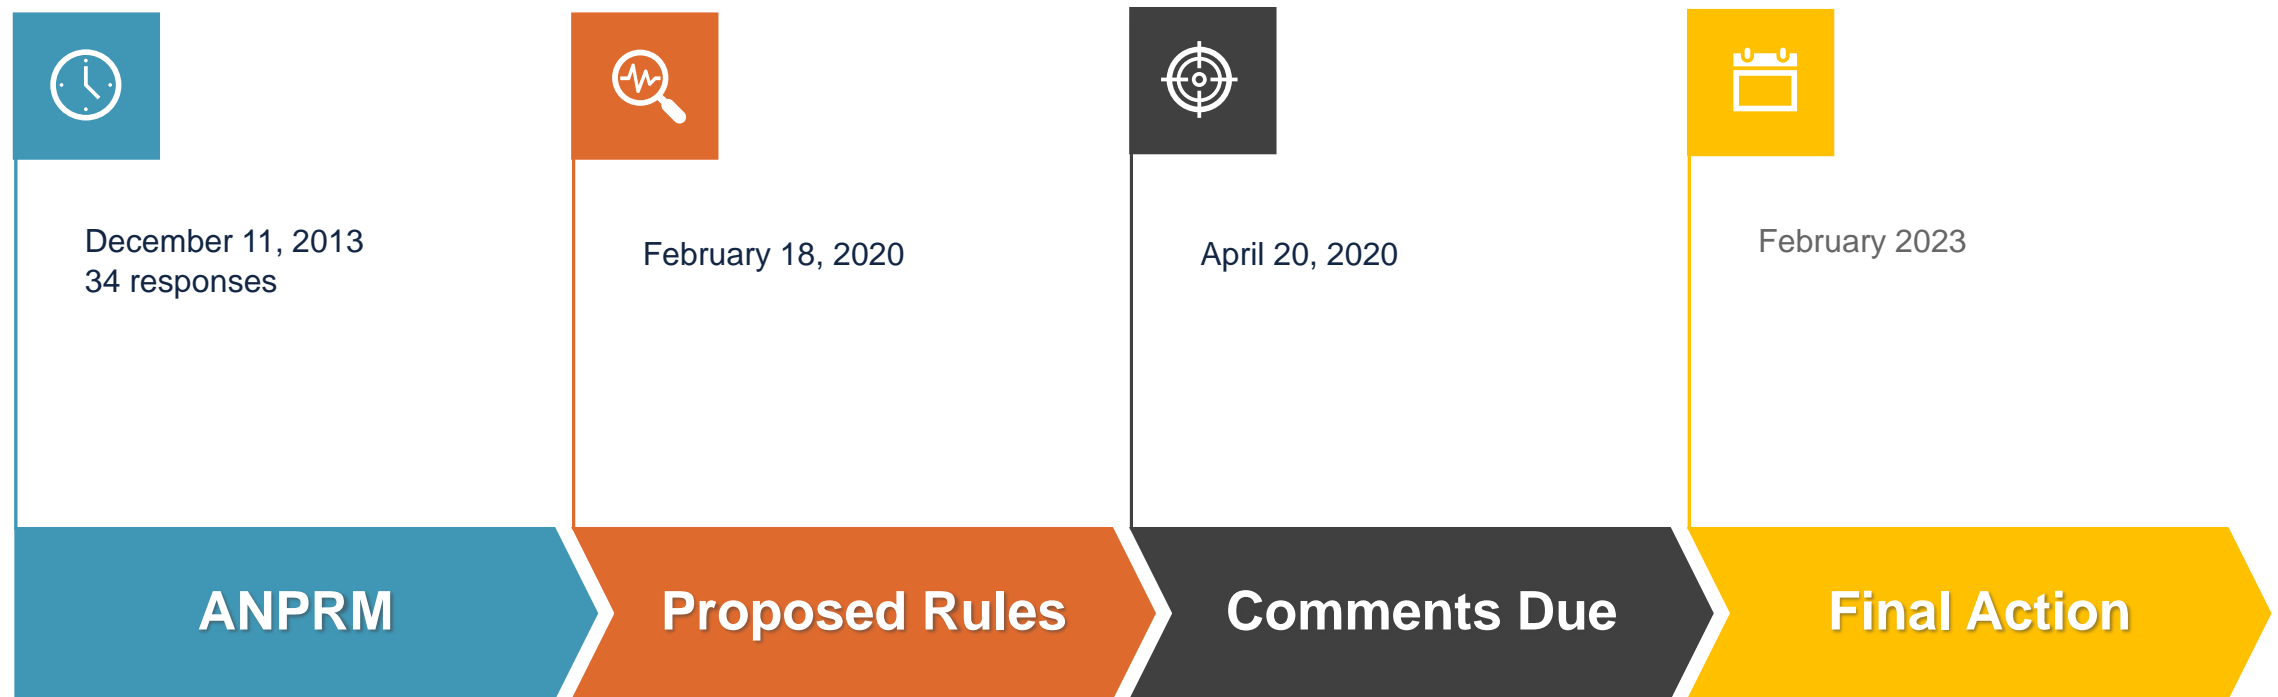 December 11, 2013
34 responses
February 18, 2020
April 20, 2020
February 2023
ANPRM
Proposed Rules
Comments Due
Final Action